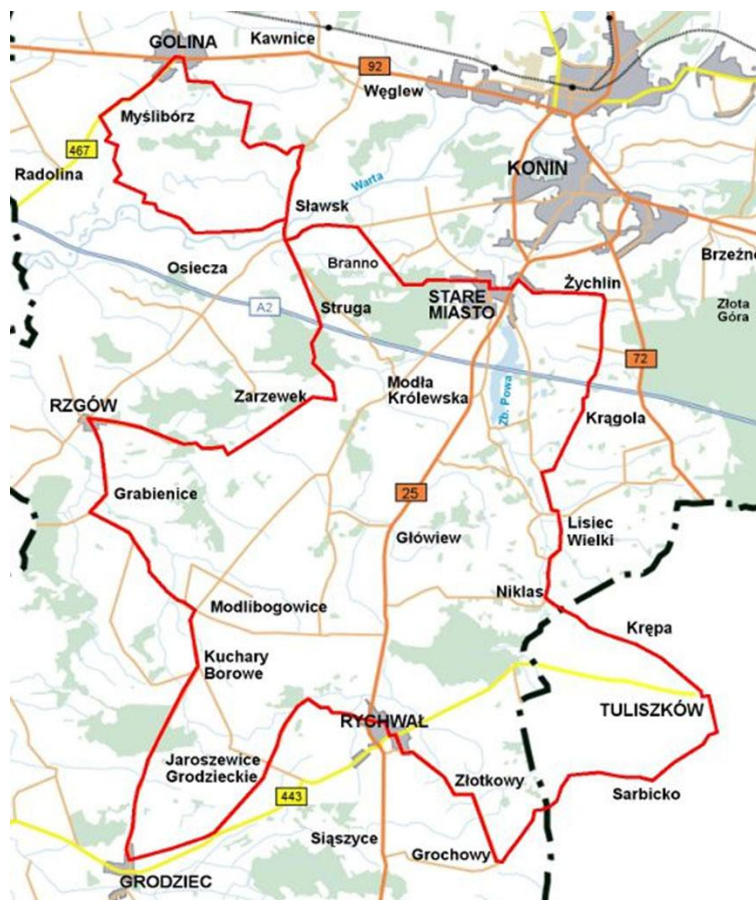 GOLINA
Kawnice
92
Węglew
Myślibórz
467
Radolina
KONIN
Warta
Sławsk
Branno
Osiecza
Brzeźno
Żychlin
STARE
MIASTO
A2
Struga
Złota
Góra
72
Zb. Powa
Modła
Królewska
Zarzewek
RZGÓW
Krągola
Grabienice
25
Lisiec
Wielki
Główiew
Niklas
Modlibogowice
Krępa
Kuchary
Borowe
TULISZKÓW
RYCHWAŁ
Jaroszewice
Grodzieckie
Złotkowy
Sarbicko
443
Siąszyce
Grochowy
GRODZIEC